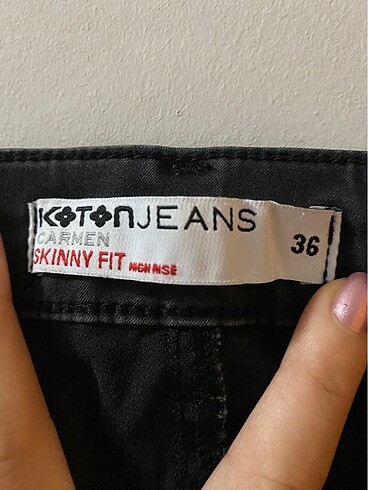 KOTON JEANS
CARMEN
SKINNY FIT HIGH RISE
36